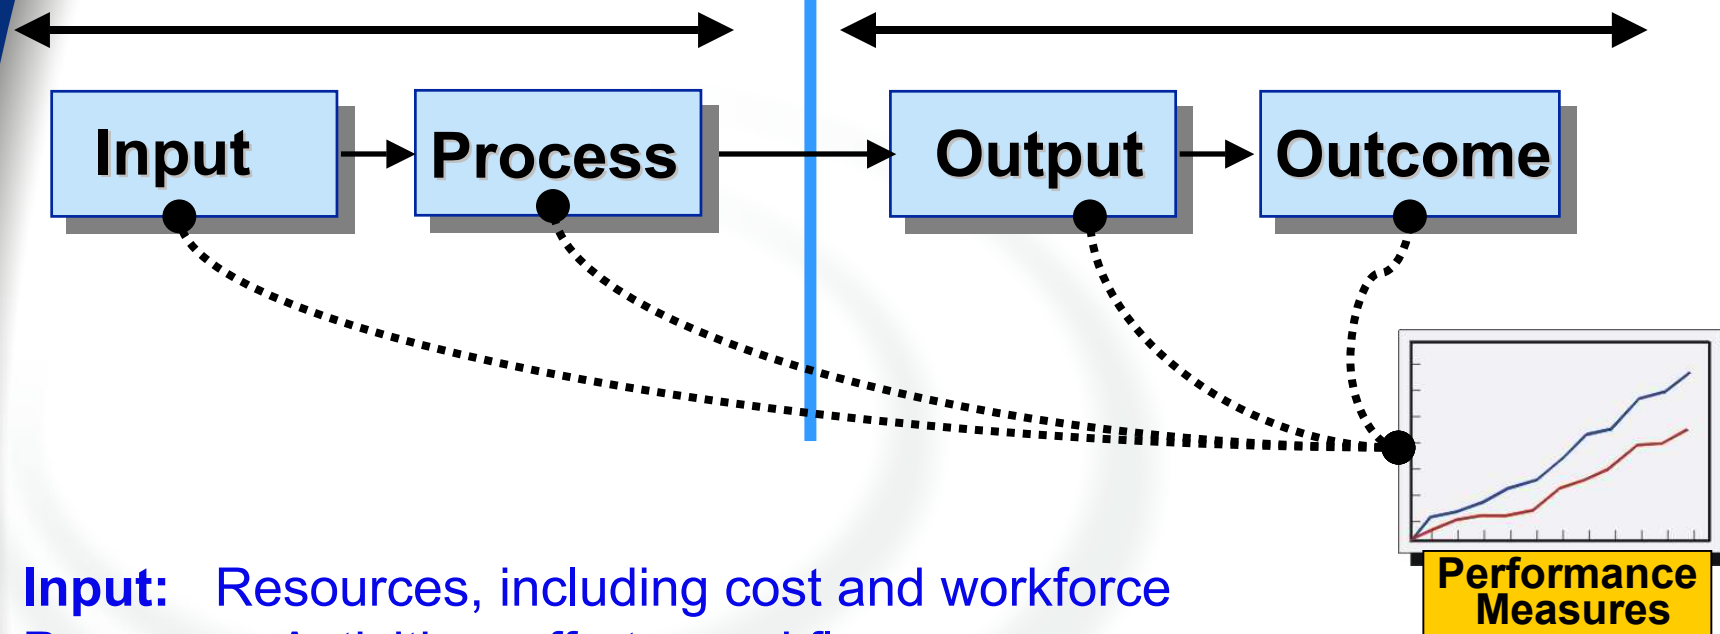 Input
Process
Output
Outcome
Performance
Measures
Input: Resources, including cost and workforce